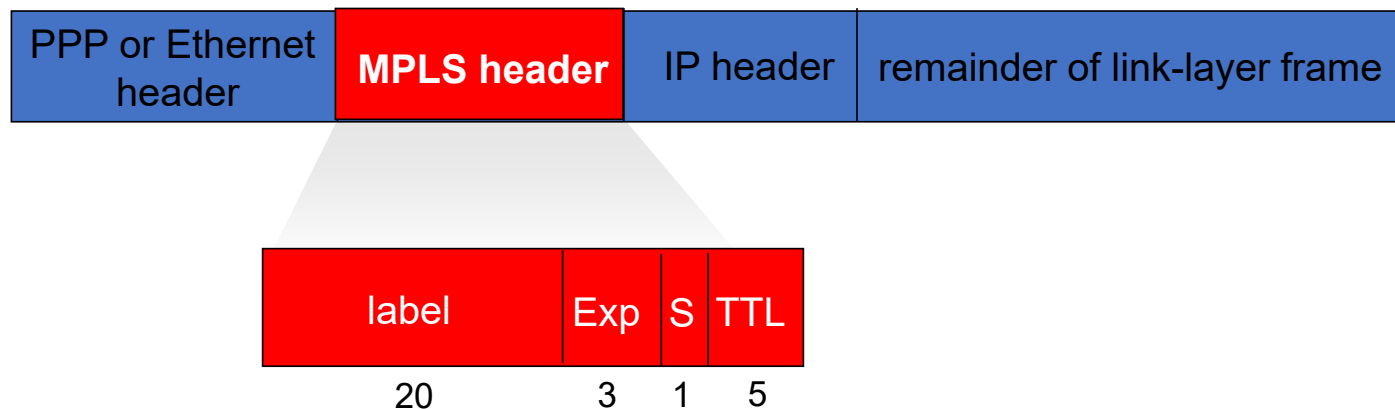 PPP or Ethernet
header
MPLS header
IP header
remainder of link-layer frame
label
Exp
S
TTL
20
3
1
5